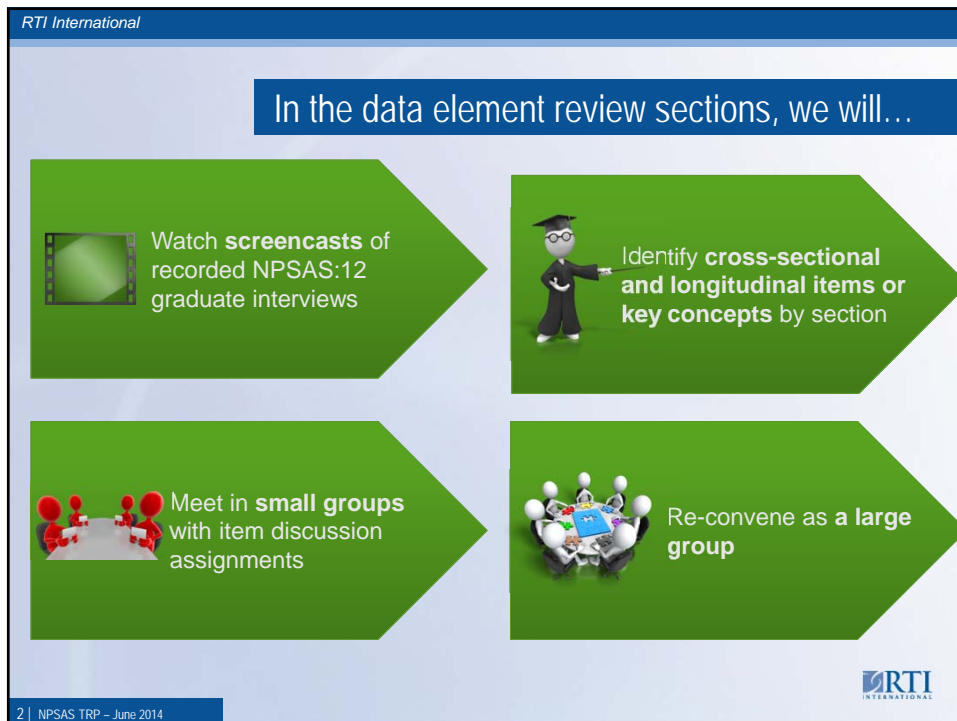 RTI International
In the data element review sections, we will…
Watch screencasts of
recorded NPSAS:12
graduate interviews
Identify cross-sectional
and longitudinal items or
key concepts by section
Meet in small groups
with item discussion
assignments
Re-convene as a large
group
RTI
INTERNATIONAL
2 | NPSAS TRP – June 2014